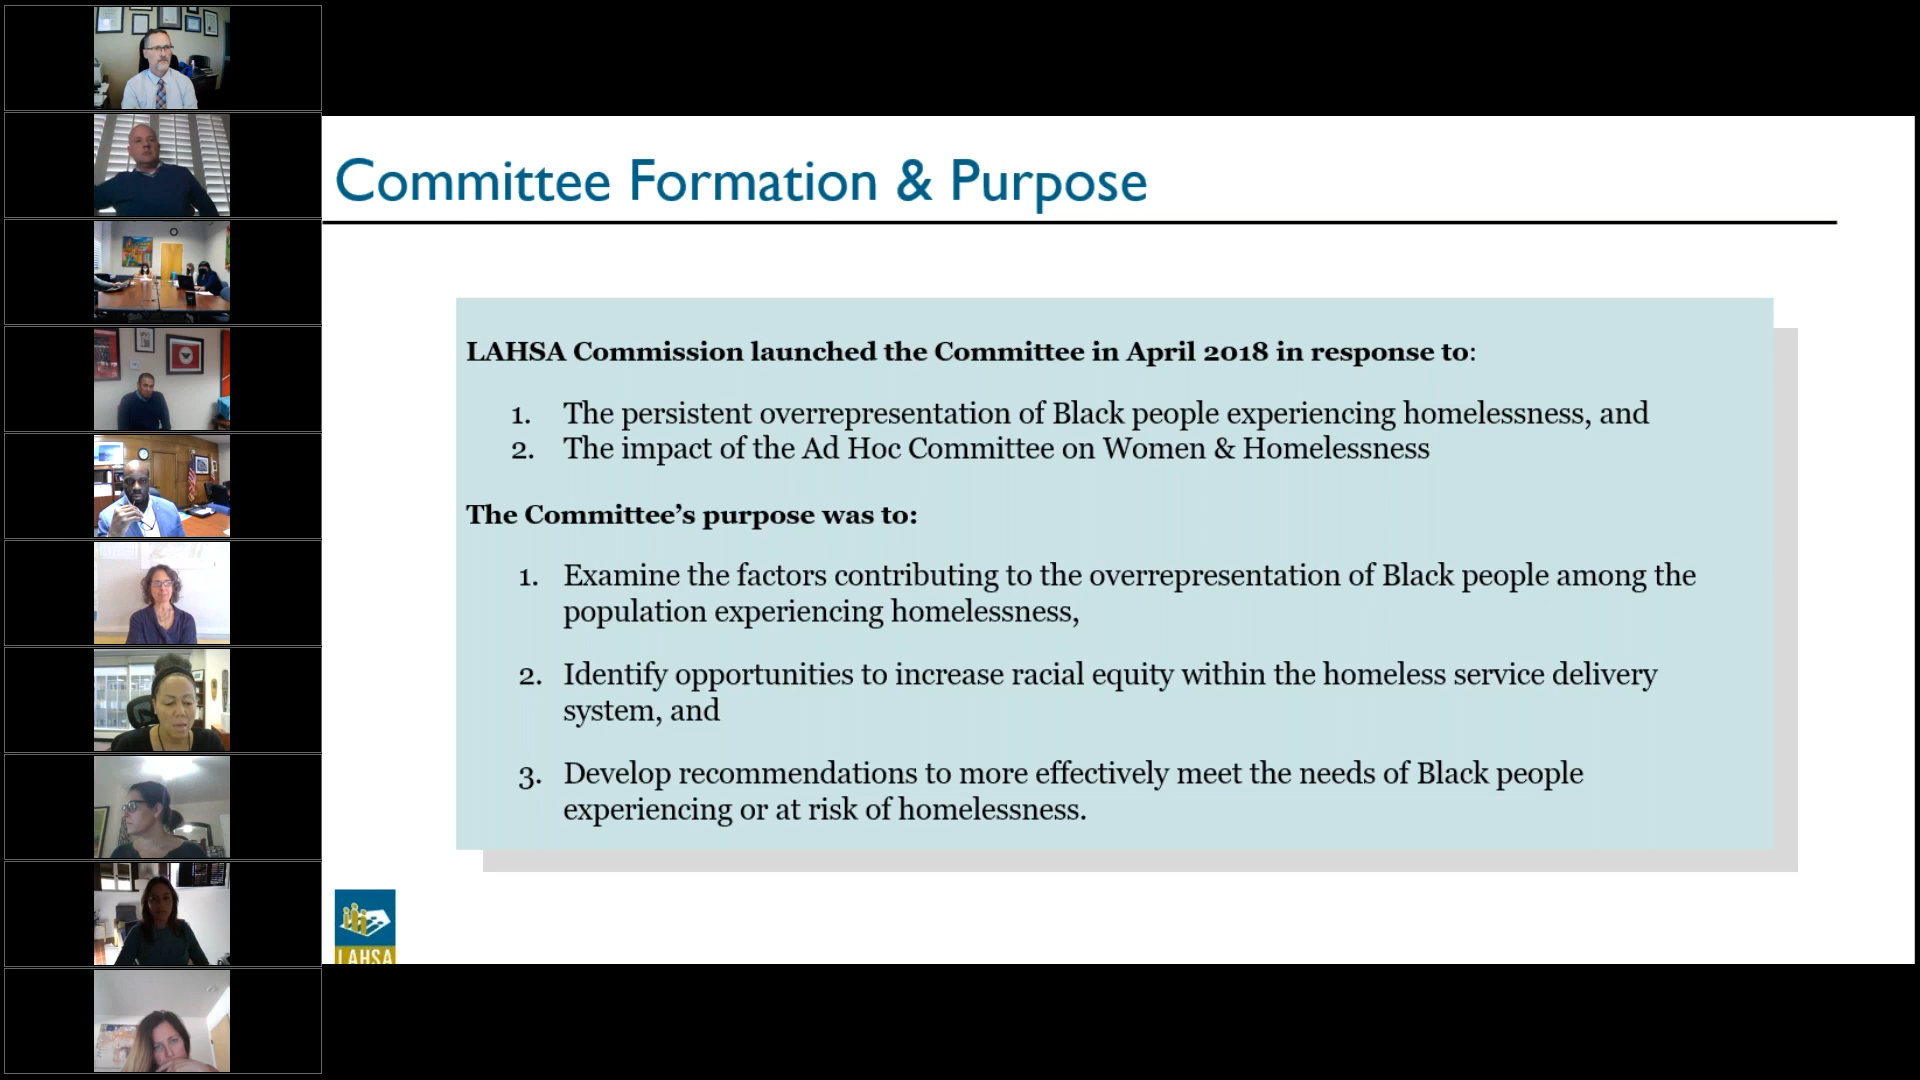 Committee Formation & Purpose
LAHSA Commission launched the Committee in April 2018 in response to:
1. The persistent overrepresentation of Black people experiencing homelessness, and
2. The impact of the Ad Hoc Committee on Women & Homelessness
The Committee’s purpose was to:
1. Examine the factors contributing to the overrepresentation of Black people among the
population experiencing homelessness,
2. Identify opportunities to increase racial equity within the homeless service delivery
system, and
3. Develop recommendations to more effectively meet the needs of Black people
experiencing or at risk of homelessness.
LAHSA